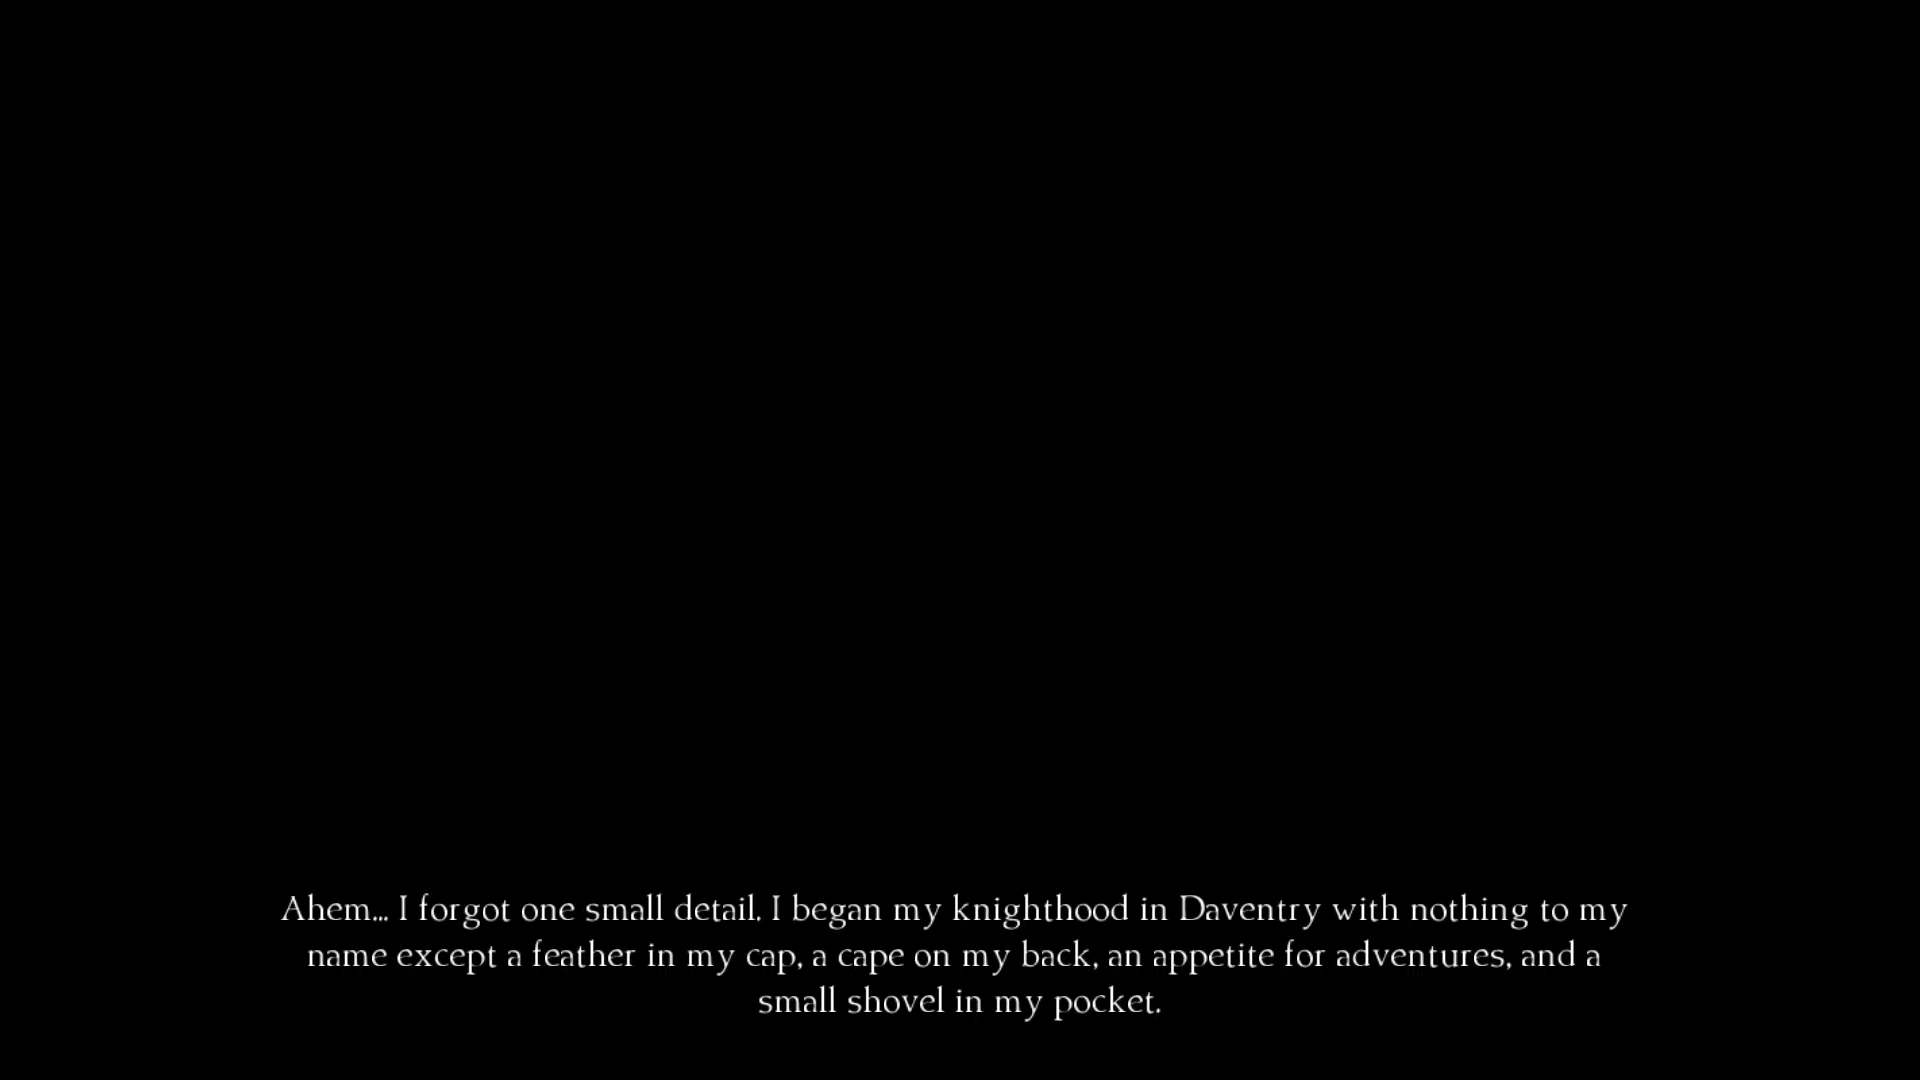 Ahem... I forgot one small detail. I began my knighthood in Daventry with nothing to my
name except a feather in my cap, a cape on my back, an appetite for adventures, and a
small shovel in my pocket.